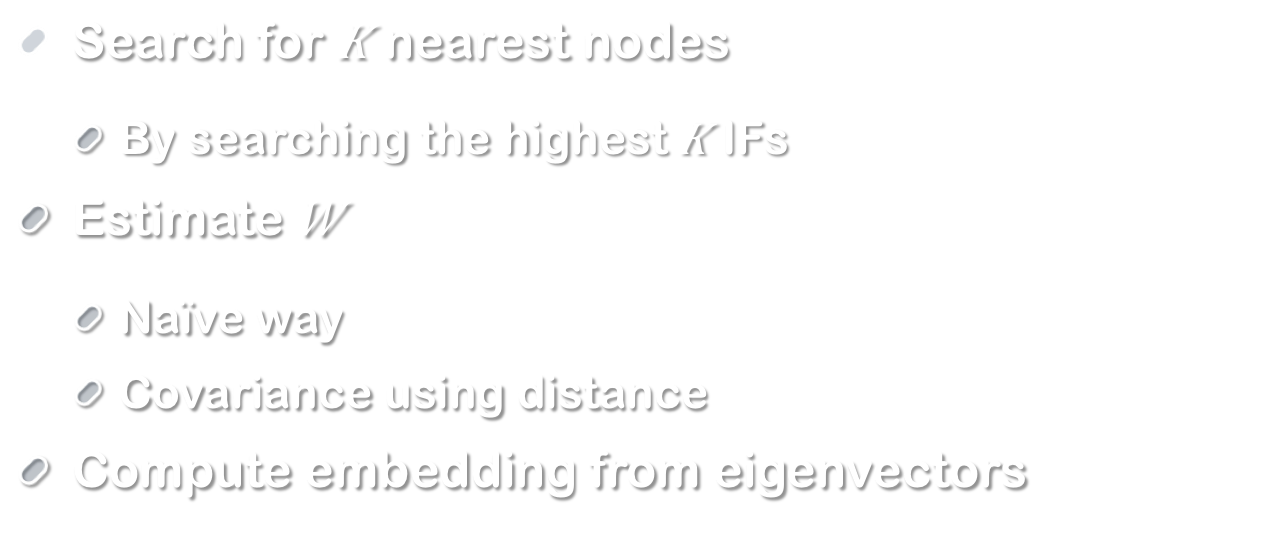 Search for K nearest nodes
By searching the highest K IFs
Estimate W
Naïve way
Covariance using distance
Compute embedding from eigenvectors